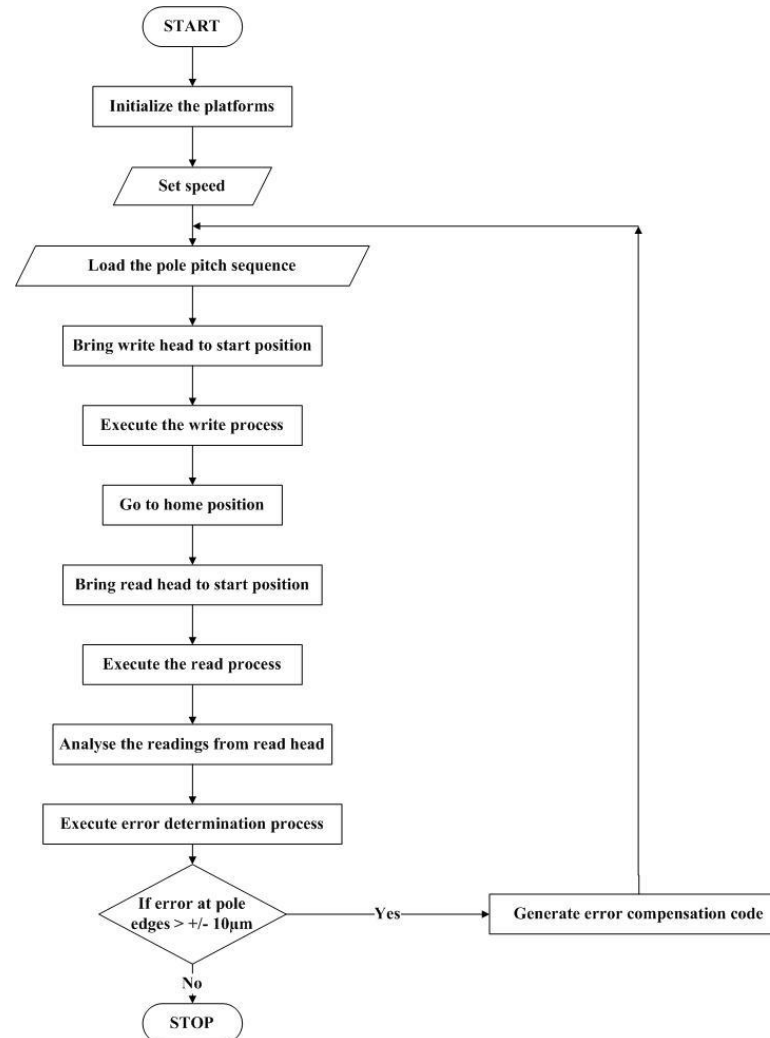 START
Initialize the platforms
Set speed
Load the pole pitch sequence
Bring write head to start position
Execute the write process
Go to home position
Bring read head to start position
Execute the read process
Analyse the readings from read head
Execute error determination process
If error at pole
edges > +/- 10µm
Yes
Generate error compensation code
No
STOP